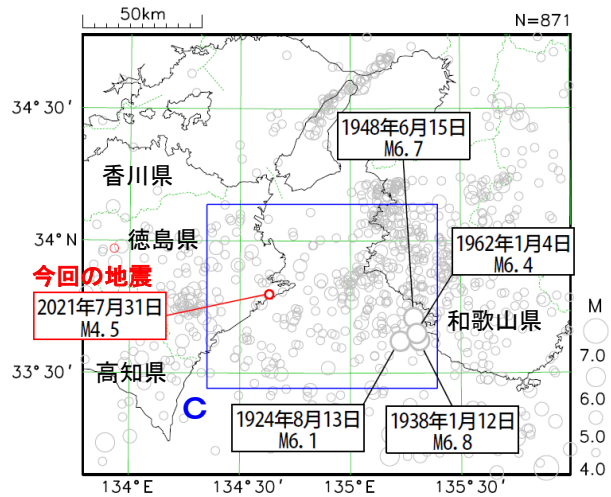 50km
N=871
34°30′
1948年6月15日
M6.7
香川県
34°N
徳島県
1962年1月4日
M6.4
今回の地震
2021年7月31日
M4.5
和歌山県
M
7.0
6.0
5.0
4.0
高知県
33°30′
C
1924年8月13日
M6.1
1938年1月12日
M6.8
134°E
134°30′
135°E
135°30′